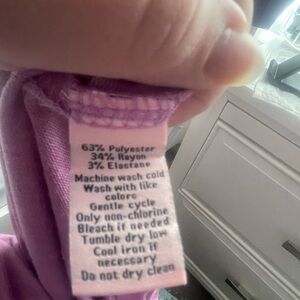 63% Polyester
34% Rayon
3% Elastane
Machine wash cold
Wash with like
colors
Gentle cycle
Only non-chlorine
Bleach if needed
Tumble dry low
Cool iron if
necessary
Do not dry clean